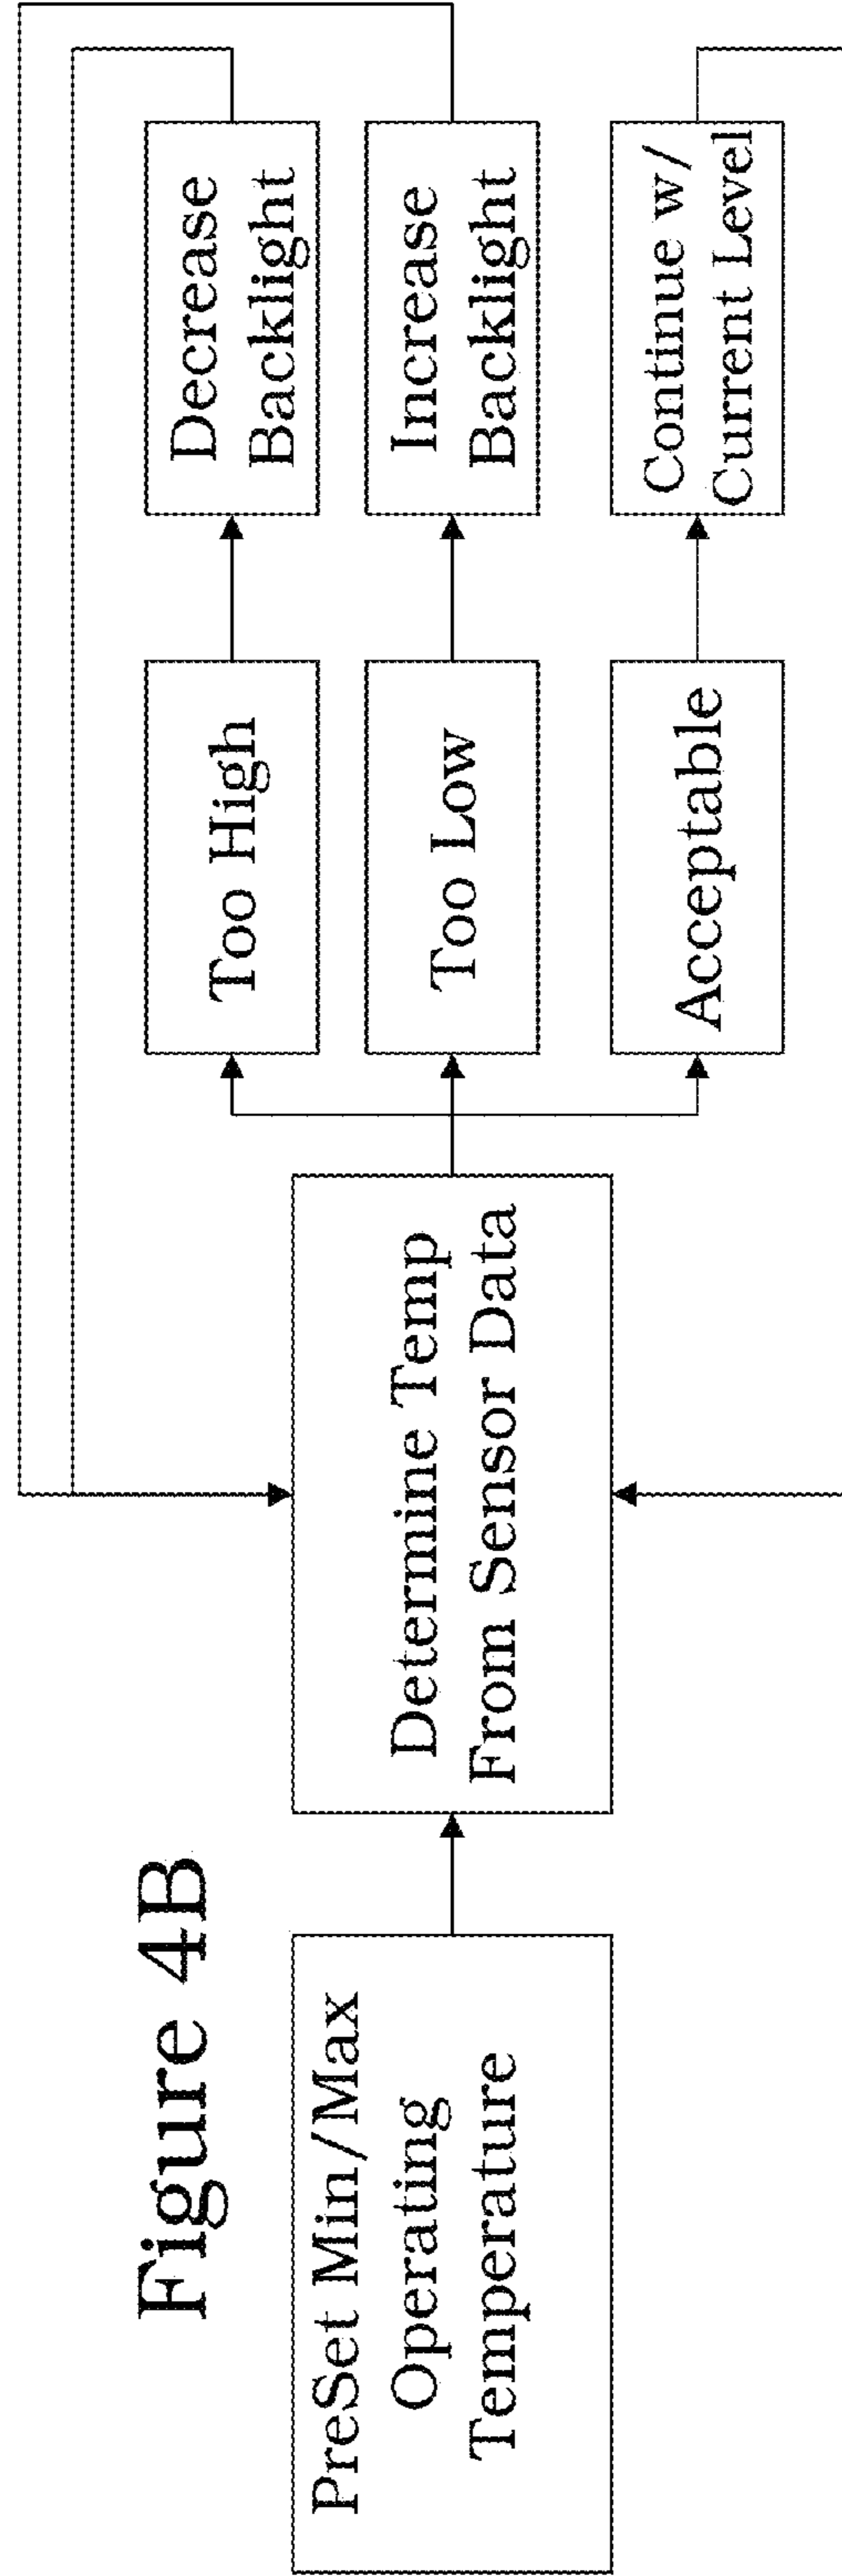 Figure 4B
PreSet Min/Max
Operating
Temperature
Determine Temp
From Sensor Data
Too High
Decrease
Backlight
Too Low
Increase
Backlight
Acceptable
Continue w/
Current Level